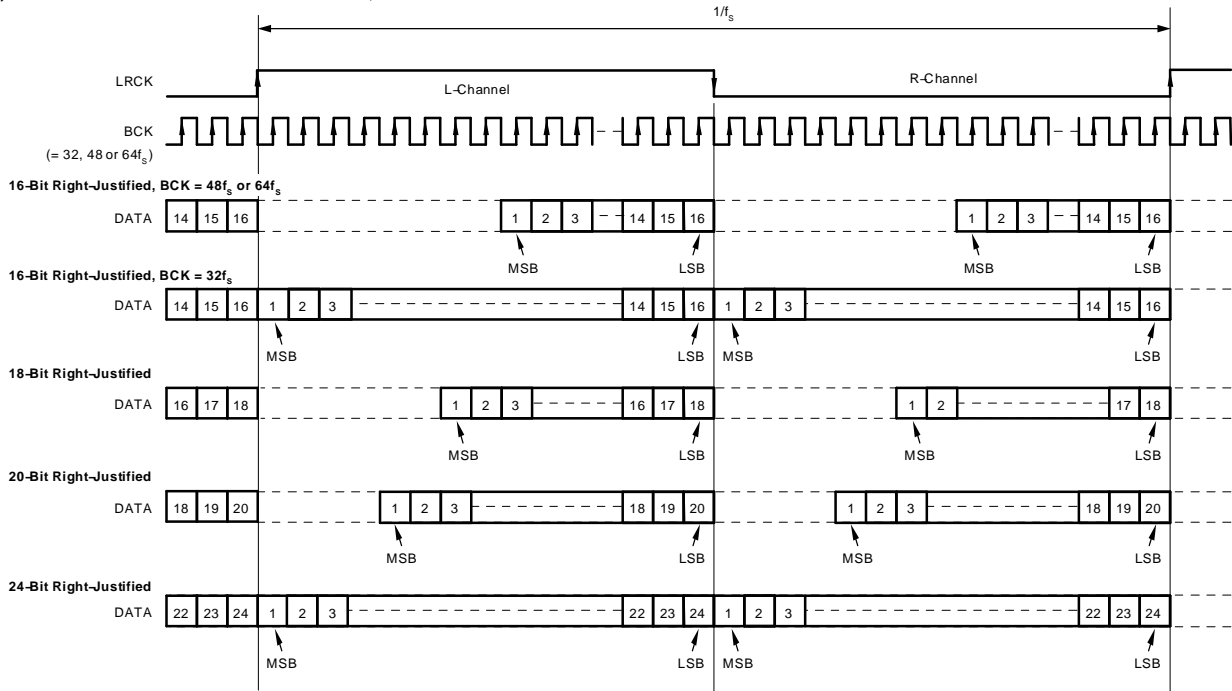 1/fS
LRCK
L-Channel
R-Channel
BCK
(= 32, 48 or 64fS)
16-Bit Right-Justified, BCK = 48fS or 64fS
DATA 14 15 16 1 2 3 14 15 16 1 2 3 14 15 16
MSB LSB MSB LSB
16-Bit Right-Justified, BCK = 32fS
DATA 14 15 16 1 2 3 14 15 16 1 2 3 14 15 16
MSB LSB MSB LSB
18-Bit Right-Justified
DATA 16 17 18 1 2 3 16 17 18 1 2 17 18
MSB LSB MSB LSB
20-Bit Right-Justified
DATA 18 19 20 1 2 3 18 19 20 1 2 3 18 19 20
MSB LSB MSB LSB
24-Bit Right-Justified
DATA 22 23 24 1 2 3 22 23 24 1 2 3 22 23 24
MSB LSB MSB LSB